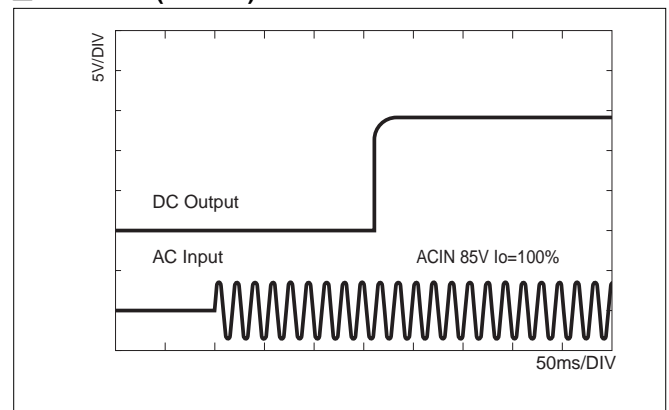 5V/DIV
DC Output
AC Input
ACIN 85V Io=100%
50ms/DIV